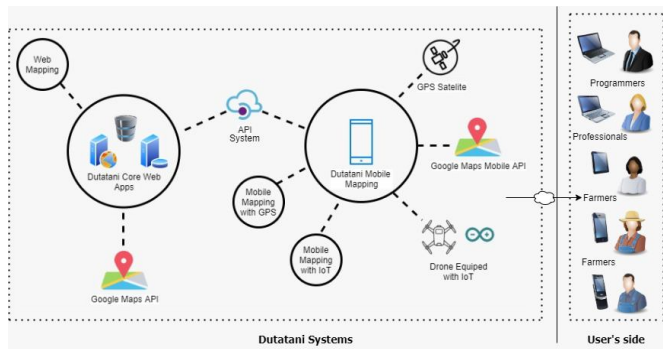 Web
Mapping
Dutatani Core Web
Apps
Google Maps API
API
System
GPS Satelite
Dutatani Mobile
Mapping
Google Maps Mobile API
Mobile
Mapping
with GPS
Mobile
Mapping
with IoT
Drone Equiped
with IoT
Dutatani Systems
Programmers
Professionals
Farmers
Farmers
User's side